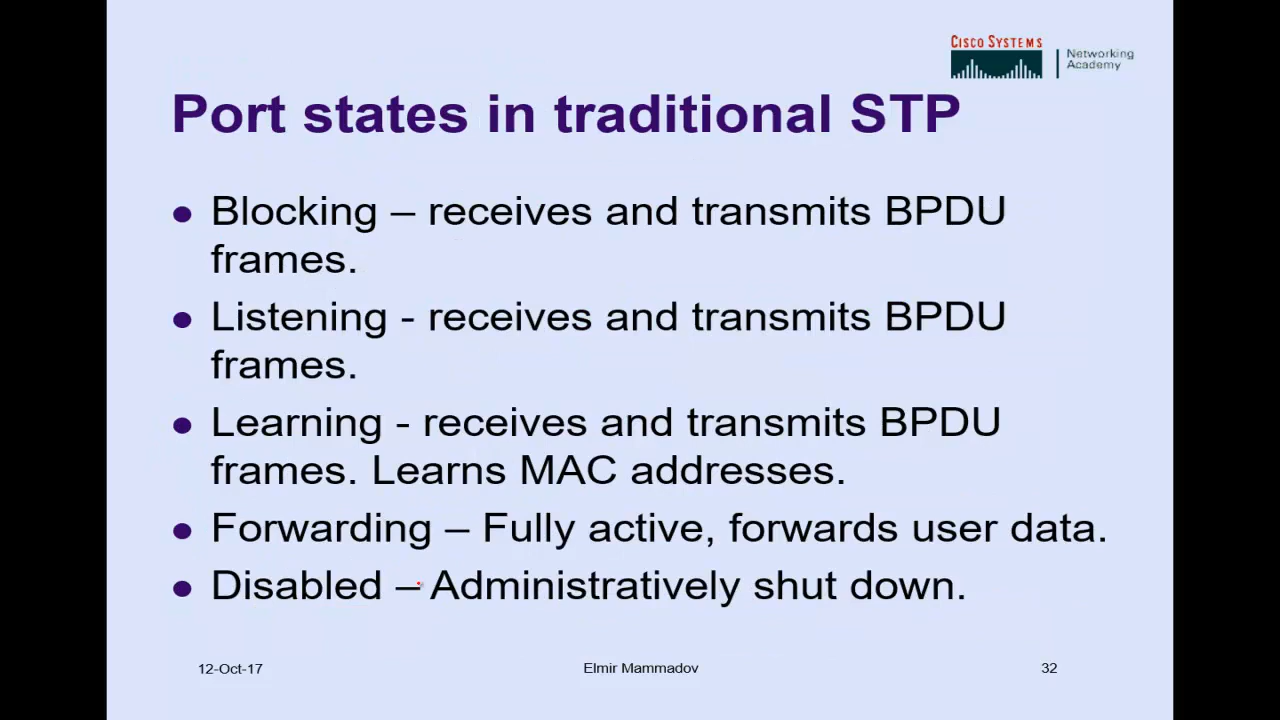 CISCO SYSTEMS
Networking
Academy
Port states in traditional STP
● Blocking – receives and transmits BPDU
frames.
● Listening - receives and transmits BPDU
frames.
● Learning - receives and transmits BPDU
frames. Learns MAC addresses.
● Forwarding – Fully active, forwards user data.
● Disabled – Administratively shut down.
12-Oct-17
Elmir Mammadov
32